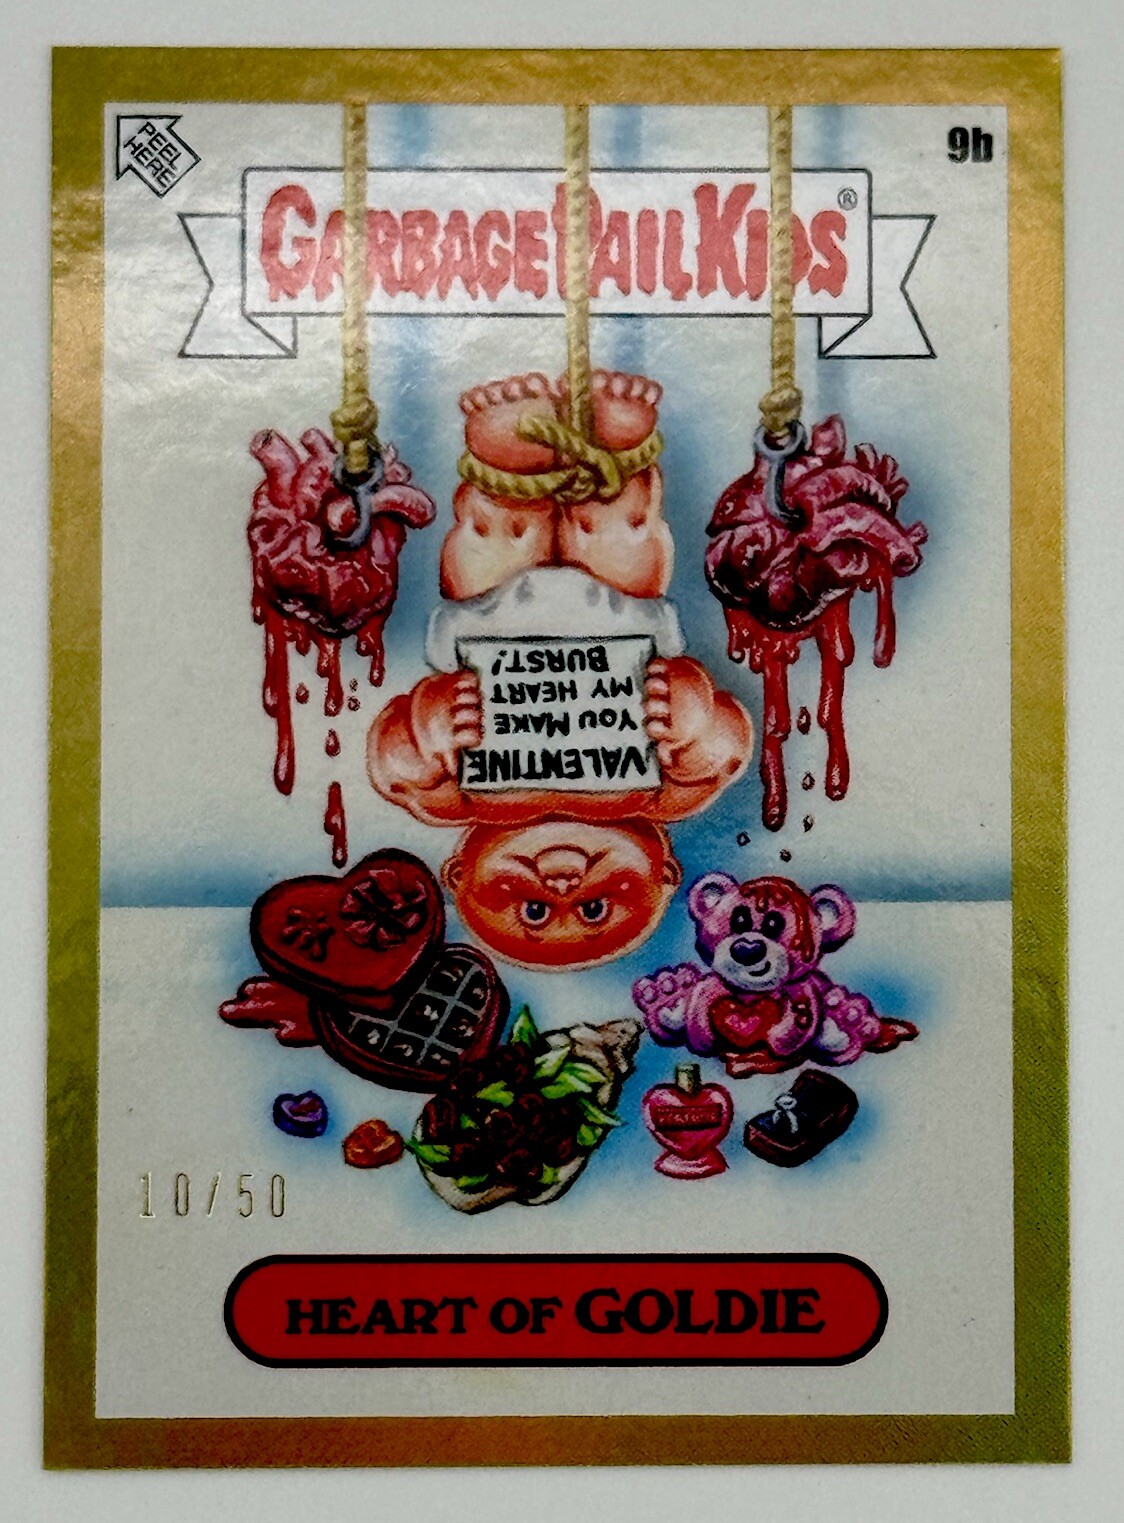 PEEL
HERE
9b
GARBAGE PAIL KIDS®
VALENTINE
YOU MAKE
MY HEART
BURST!
10/50
HEART OF GOLDIE